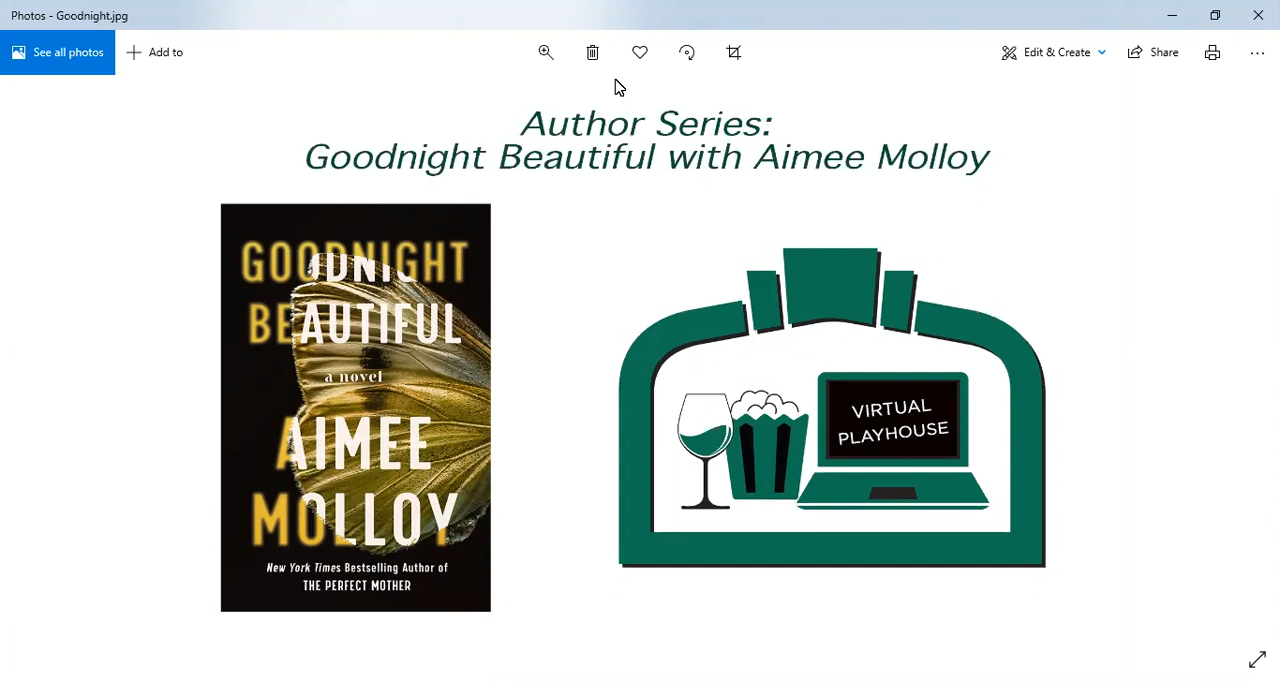 Photos - Goodnight.jpg
See all photos
Add to
Edit & Create
Share
Author Series:
Goodnight Beautiful with Aimee Molloy
GOODNIGHT
BEAUTIFUL
a novel
AIMEE
MOLLOY
New York Times Bestselling Author of
THE PERFECT MOTHER
VIRTUAL
PLAYHOUSE